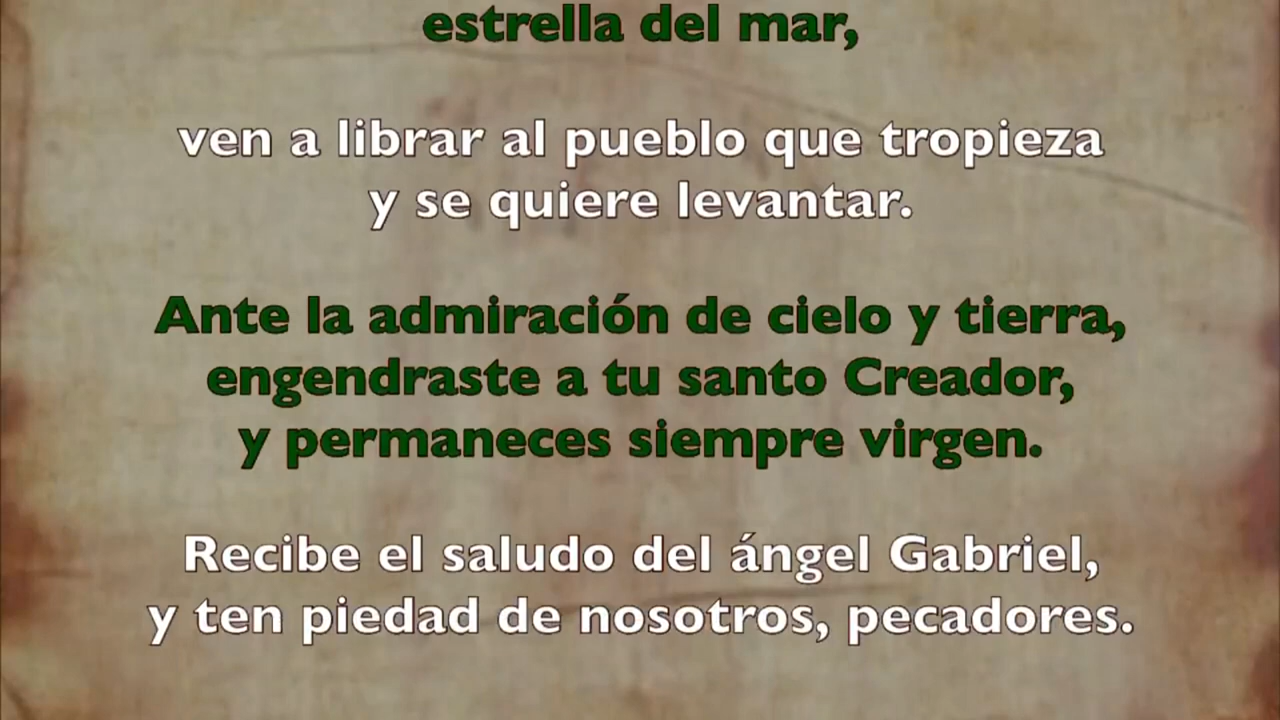 estrella del mar,
ven a librar al pueblo que tropieza
y se quiere levantar.
Ante la admiración de cielo y tierra,
engendraste a tu santo Creador,
y permaneces siempre virgen.
Recibe el saludo del ángel Gabriel,
y ten piedad de nosotros, pecadores.